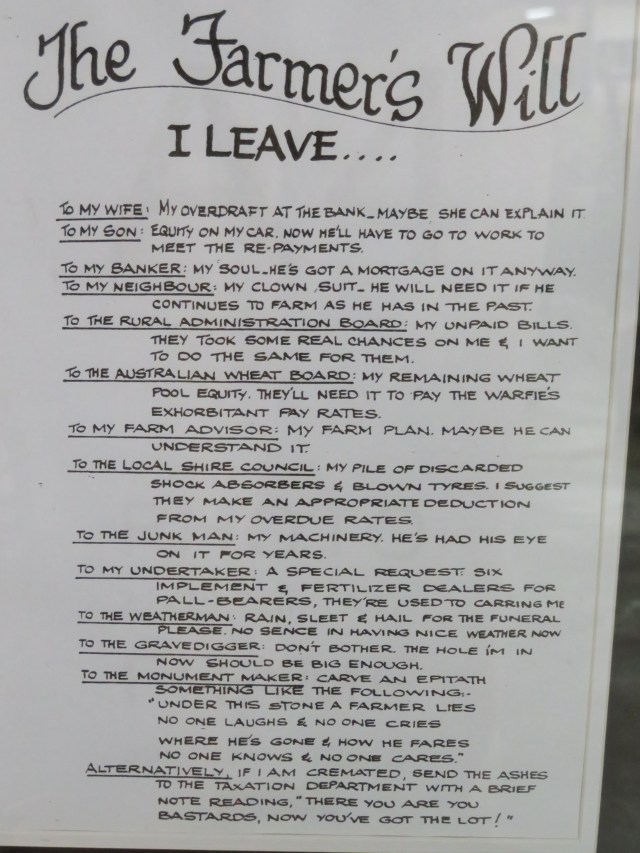 The Farmer's Will
I LEAVE....
TO MY WIFE: MY OVERDRAFT AT THE BANK_MAYBE SHE CAN EXPLAIN IT
TO MY SON: EQUITY ON MY CAR. NOW HE'LL HAVE TO GO TO WORK TO
MEET THE RE-PAYMENTS.
TO MY BANKER: MY SOUL_HE'S GOT A MORTGAGE ON IT ANYWAY.
TO MY NEIGHBOUR: MY CLOWN SUIT_ HE WILL NEED IT IF HE
CONTINUES TO FARM AS HE HAS IN THE PAST.
TO THE RURAL ADMINISTRATION BOARD: MY UNPAID BILLS.
THEY TOOK SOME REAL CHANCES ON ME & I WANT
TO DO THE SAME FOR THEM.
TO THE AUSTRALIAN WHEAT BOARD: MY REMAINING WHEAT
POOL EQUITY. THEY'LL NEED IT TO PAY THE WARFIE'S
EXHORBITANT PAY RATES.
TO MY FARM ADVISOR: MY FARM PLAN. MAYBE HE CAN
UNDERSTAND IT.
TO THE LOCAL SHIRE COUNCIL: MY PILE OF DISCARDED
SHOCK ABSORBERS & BLOWN TYRES. I SUGGEST
THEY MAKE AN APPROPRIATE DEDUCTION
FROM MY OVERDUE RATES.
TO THE JUNK MAN: MY MACHINERY. HE'S HAD HIS EYE
ON IT FOR YEARS.
TO MY UNDERTAKER: A SPECIAL REQUEST. SIX
IMPLEMENT & FERTILIZER DEALERS FOR
PALL-BEARERS, THEY'RE USED TO CARRING ME
TO THE WEATHERMAN: RAIN, SLEET & HAIL FOR THE FUNERAL
PLEASE. NO SENCE IN HAVING NICE WEATHER NOW
TO THE GRAVEDIGGER: DON'T BOTHER. THE HOLE I'M IN
NOW SHOULD BE BIG ENOUGH.
TO THE MONUMENT MAKER: CARVE AN EPITATH
SOMETHING LIKE THE FOLLOWING:-
"UNDER THIS STONE A FARMER LIES
NO ONE LAUGHS & NO ONE CRIES
WHERE HE'S GONE & HOW HE FARES
NO ONE KNOWS & NO ONE CARES."
ALTERNATIVELY, IF I AM CREMATED, SEND THE ASHES
TO THE TAXATION DEPARTMENT WITH A BRIEF
NOTE READING, "THERE YOU ARE YOU
BASTARDS, NOW YOU'VE GOT THE LOT!"